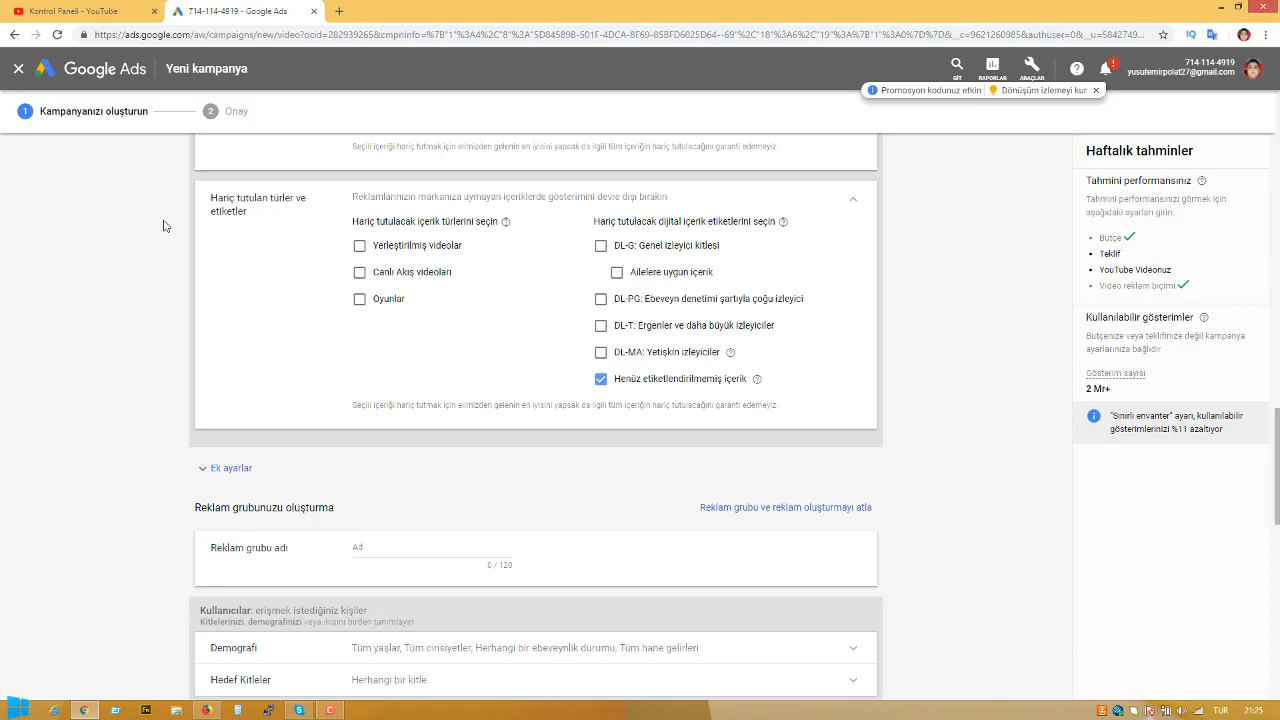 Kontrol Paneli - YouTube
714-114-4919 - Google Ads
Google Ads
Yeni kampanya
GİT
RAPORLAR
ARAÇLAR
714-114-4919
yusufemirpolat27@gmail.com
Promosyon kodunuz etkin
Dönüşüm izlemeyi kur
1 Kampanyanızı oluşturun
2 Onay
Seçili içeriği hariç tutmak için elimizden gelenin en iyisini yapsak da ilgili tüm içeriğin hariç tutulacağını garanti edemeyiz.
Hariç tutulan türler ve
etiketler
Reklamlarınızın markanıza uymayan içeriklerde gösterimini devre dışı bırakın
Hariç tutulacak içerik türlerini seçin
Yerleştirilmiş videolar
Canlı Akış videoları
Oyunlar
Hariç tutulacak dijital içerik etiketlerini seçin
DL-G: Genel izleyici kitlesi
Ailelere uygun içerik
DL-PG: Ebeveyn denetimi şartıyla çoğu izleyici
DL-T: Ergenler ve daha büyük izleyiciler
DL-MA: Yetişkin izleyiciler
Henüz etiketlendirilmemiş içerik
Seçili içeriği hariç tutmak için elimizden gelenin en iyisini yapsak da ilgili tüm içeriğin hariç tutulacağını garanti edemeyiz.
Ek ayarlar
Reklam grubunuzu oluşturma
Reklam grubu ve reklam oluşturmayı atla
Reklam grubu adı
Ad
0 / 120
Kullanıcılar: erişmek istediğiniz kişiler
Kitlelerinizi, demografinizi veya ikisini birden tanımlayın
Demografi
Tüm yaşlar, Tüm cinsiyetler, Herhangi bir ebeveynlik durumu, Tüm hane gelirleri
Hedef Kitleler
Herhangi bir kitle
Haftalık tahminler
Tahmini performansınız
Tahmini performansınızı görmek için
aşağıdaki ayarları girin:
Bütçe
Teklif
YouTube Videonuz
Video reklam biçimi
Kullanılabilir gösterimler
Bütçenize veya teklifinize değil kampanya
ayarlarınıza bağlıdır
Gösterim sayısı
2 Mr+
"Sınırlı envanter" ayarı, kullanılabilir
gösterimlerinizi %11 azaltıyor
TUR
21:25